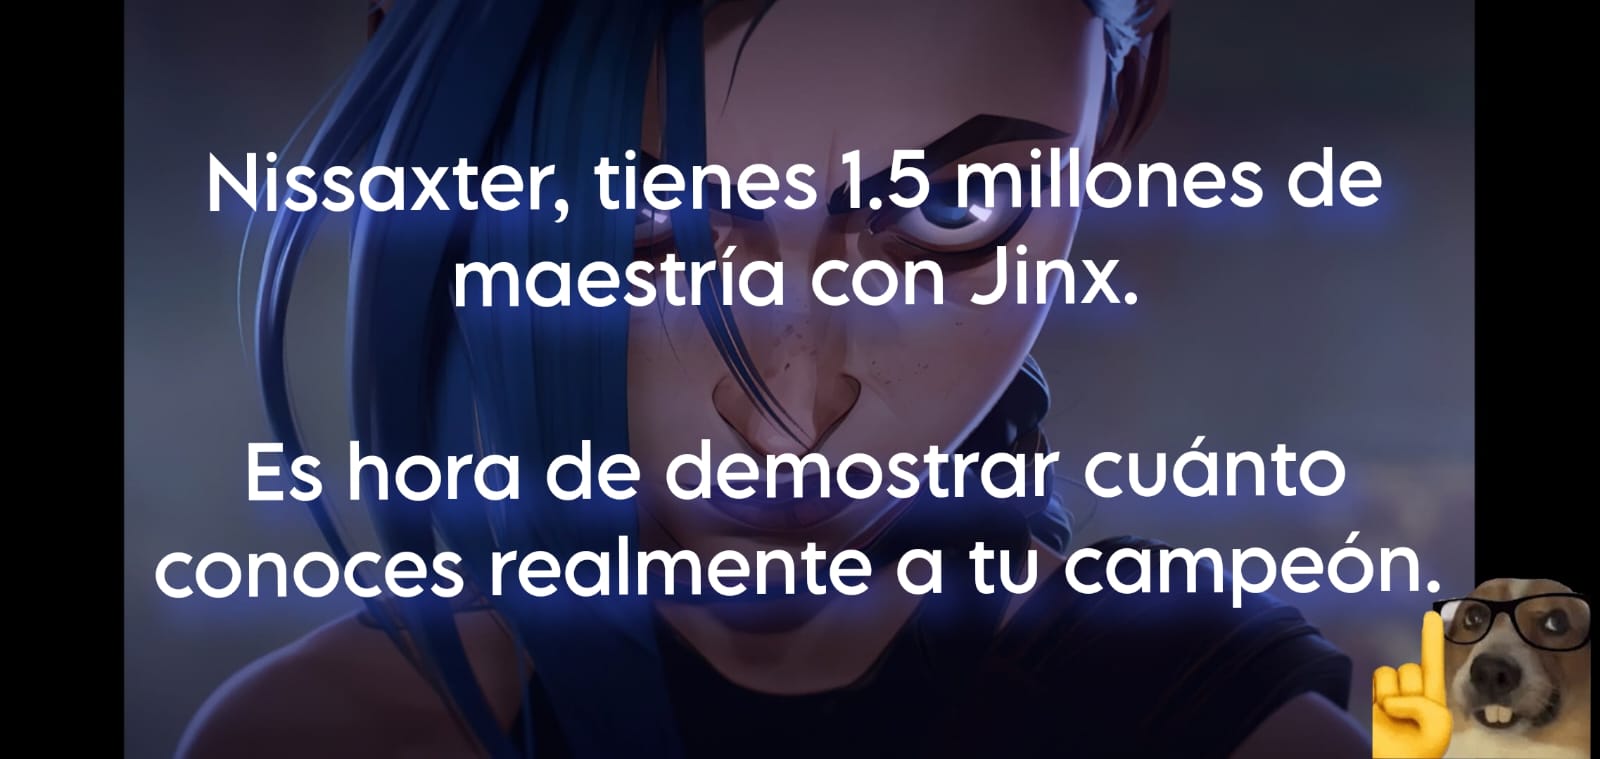 Nissaxter, tienes 1.5 millones de
maestría con Jinx.
Es hora de demostrar cuánto
conoces realmente a tu campeón.